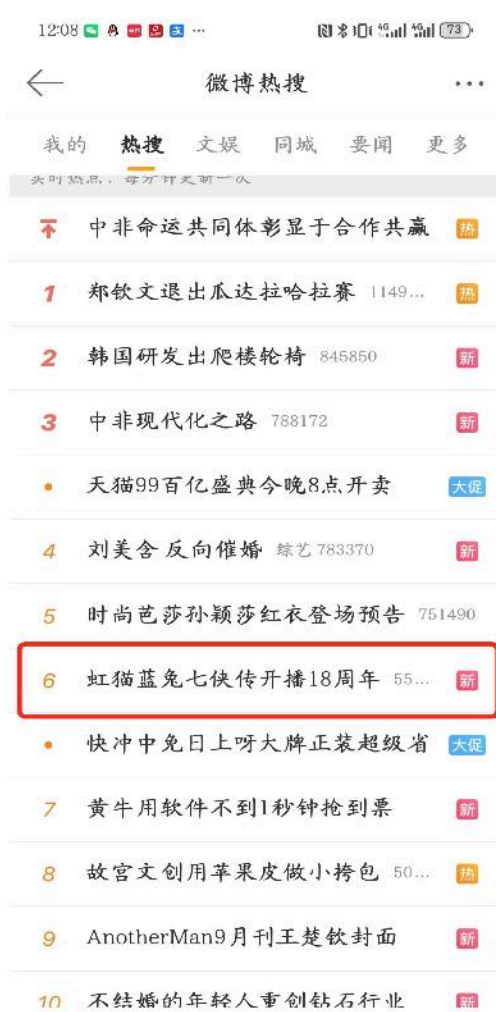 12:08 ... 73
微博热搜 ...
我的 热搜 文娱 同城 要闻 更多
实时热点，每分钟更新一次
中非命运共同体彰显于合作共赢 热
1 郑钦文退出瓜达拉哈拉赛 1149... 热
2 韩国研发出爬楼轮椅 845850 新
3 中非现代化之路 788172 新
• 天猫99百亿盛典今晚8点开卖 大促
4 刘美含 反向催婚 综艺 783370 新
5 时尚芭莎孙颖莎红衣登场预告 751490
6 虹猫蓝兔七侠传开播18周年 55... 新
• 快冲中免日上呀大牌正装超级省 大促
7 黄牛用软件不到1秒钟抢到票 新
8 故宫文创用苹果皮做小挎包 50... 热
9 AnotherMan9月刊王楚钦封面 新
10 不结婚的年轻人重创钻石行业 新